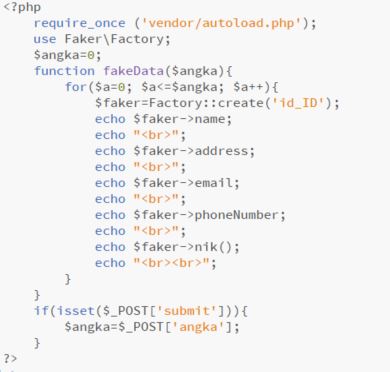 <?php
    require_once ('vendor/autoload.php');
    use Faker\Factory;
    $angka=0;
    function fakeData($angka){
        for($a=0; $a<=$angka; $a++){
            $faker=Factory::create('id_ID');
            echo $faker->name;
            echo "<br>";
            echo $faker->address;
            echo "<br>";
            echo $faker->email;
            echo "<br>";
            echo $faker->phoneNumber;
            echo "<br>";
            echo $faker->nik();
            echo "<br><br>";
        }
    }
    if(isset($_POST['submit'])){
        $angka=$_POST['angka'];
    }
?>